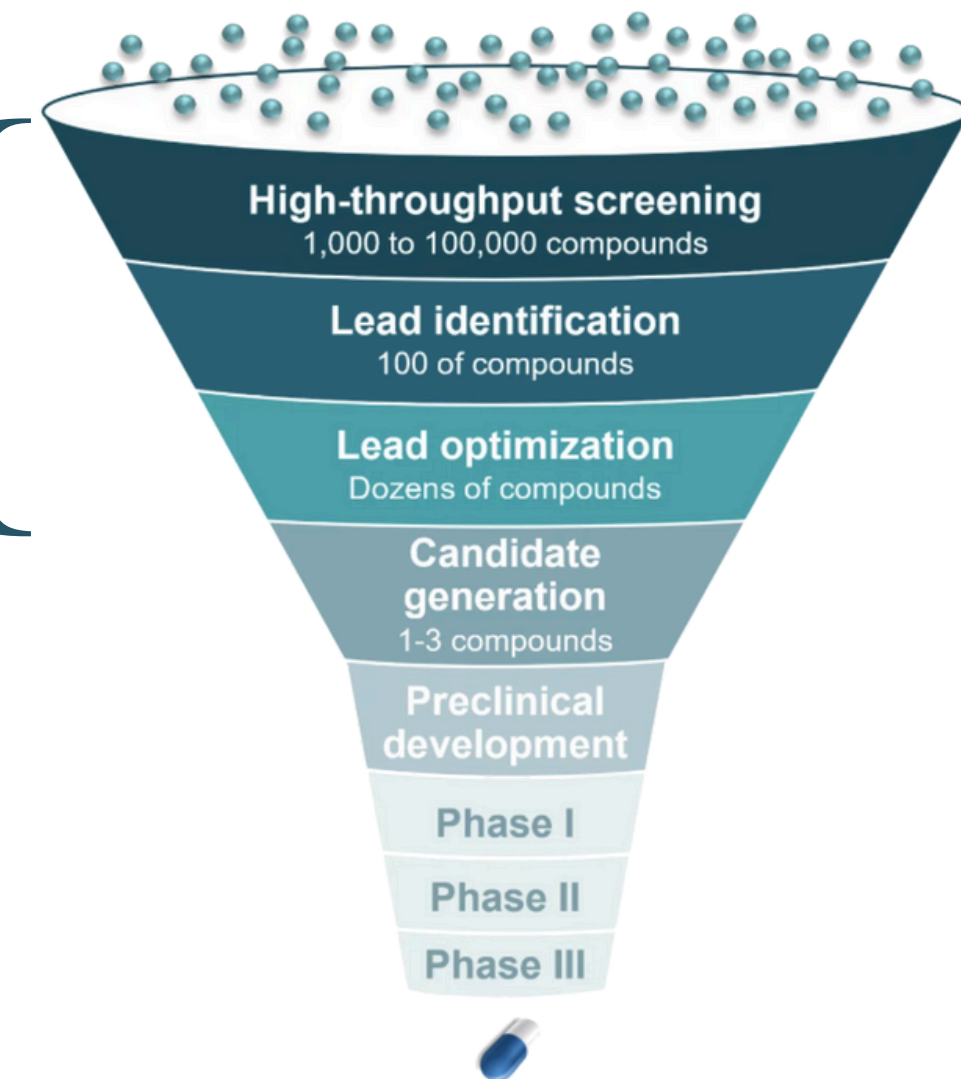 High-throughput screening
1,000 to 100,000 compounds
Lead identification
100 of compounds
Lead optimization
Dozens of compounds
Candidate
generation
1-3 compounds
Preclinical
development
Phase I
Phase II
Phase III